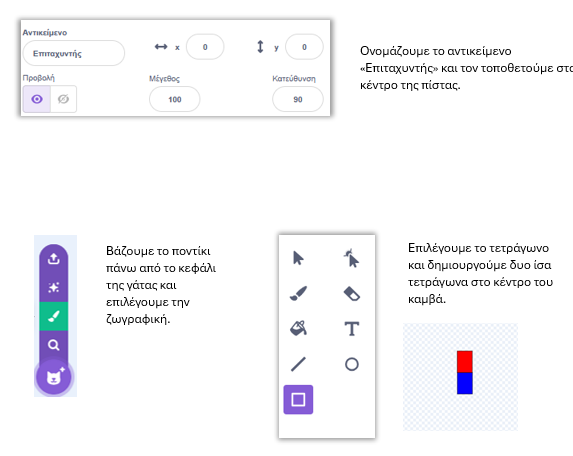 Αντικείμενο
Επιταχυντής
x
0
y
0
Προβολή
Μέγεθος
Κατεύθυνση
100
90
Ονομάζουμε το αντικείμενο
«Επιταχυντής» και τον τοποθετούμε στο
κέντρο της πίστας.
Βάζουμε το ποντίκι
πάνω από το κεφάλι
της γάτας και
επιλέγουμε την
ζωγραφική.
T
Επιλέγουμε το τετράγωνο
και δημιουργούμε δυο ίσα
τετράγωνα στο κέντρο του
καμβά.